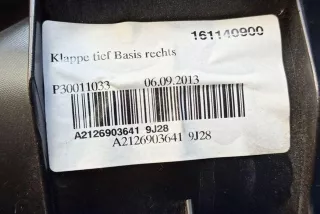 161140900
Klappe tief Basis rechts
P30011033 06.09.2013
A2126903641 9J28
A2126903641 9J28